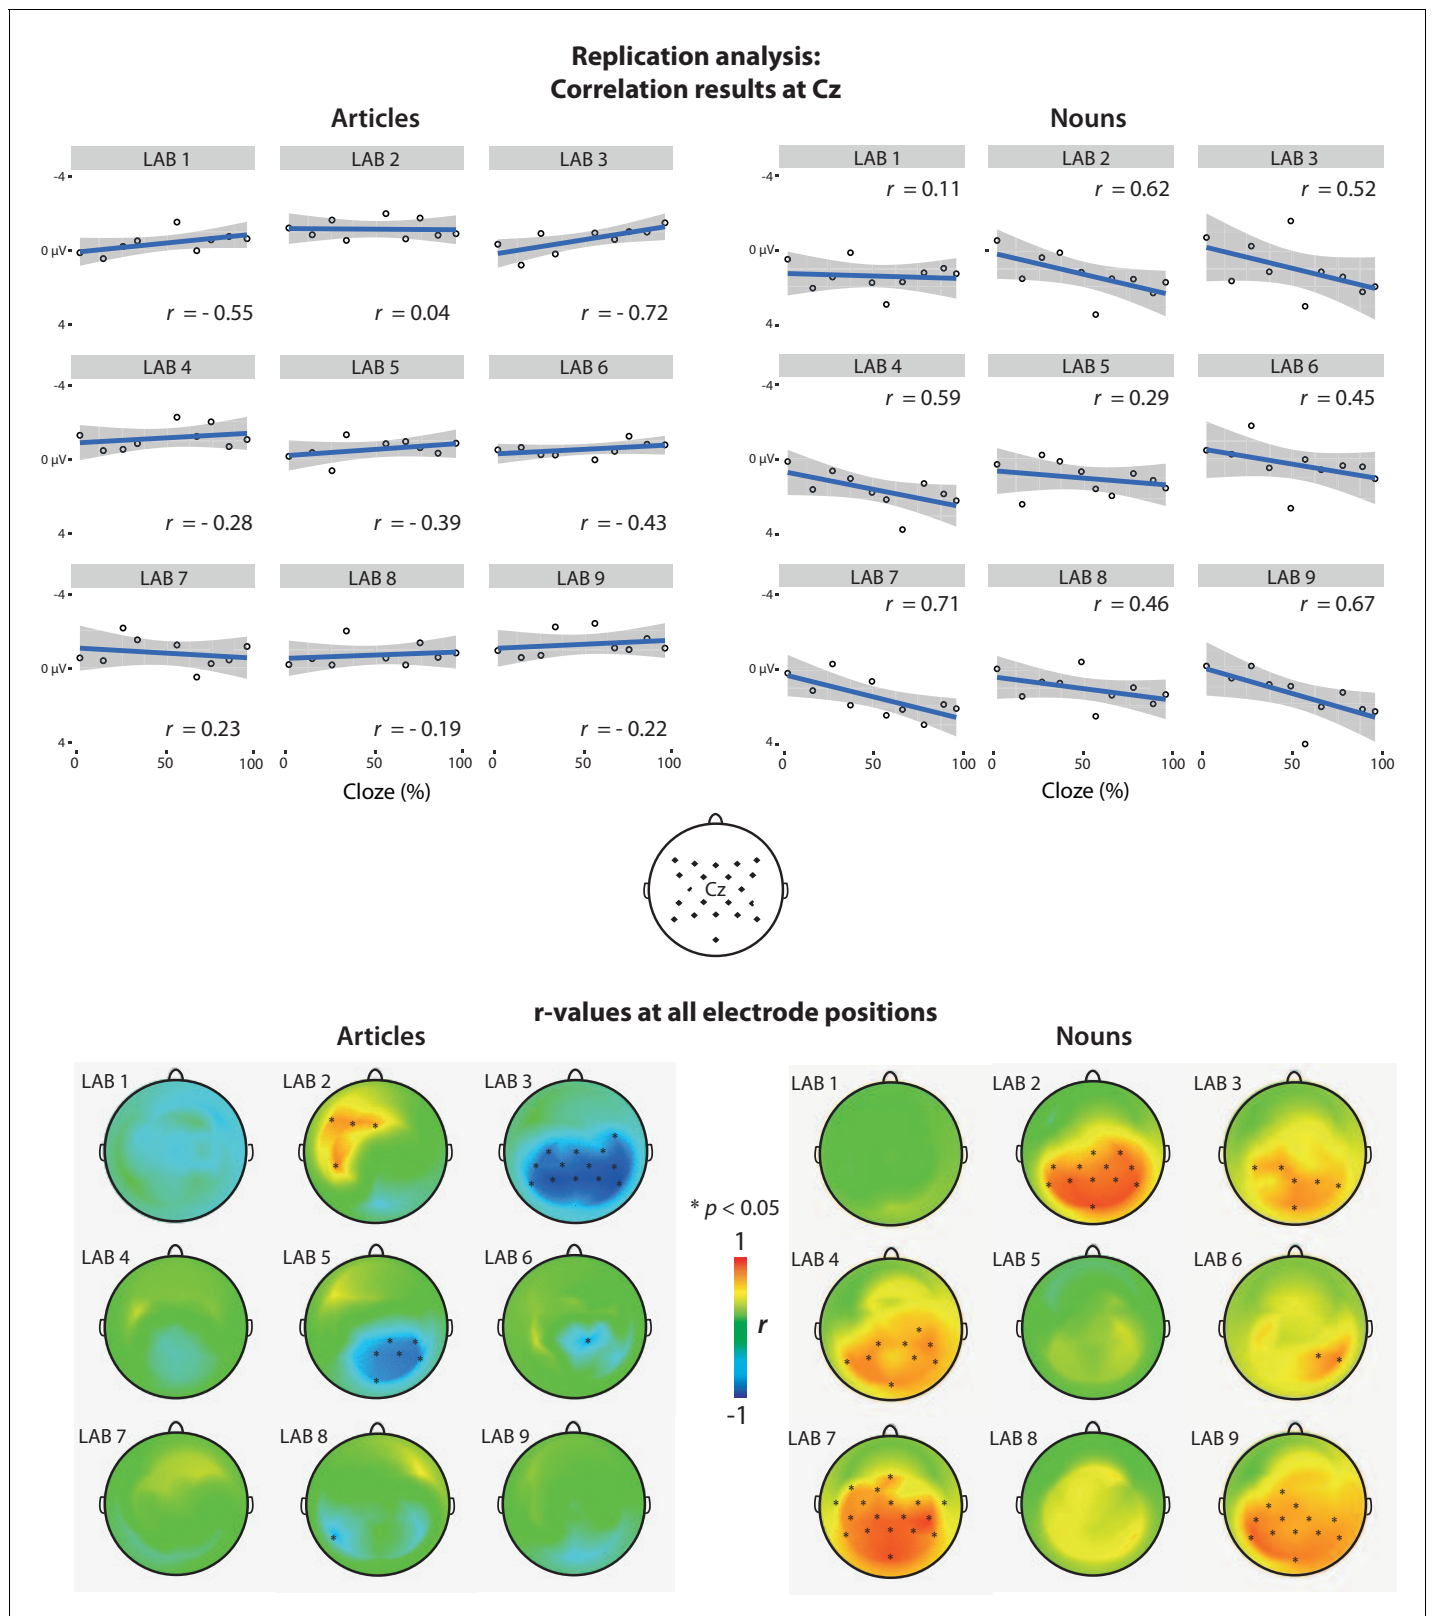 Replication analysis:
Correlation results at Cz
Articles
LAB 1 LAB 2 LAB 3
-4
0 µV
4
r = - 0.55 r = 0.04 r = - 0.72
LAB 4 LAB 5 LAB 6
-4
0 µV
4
r = - 0.28 r = - 0.39 r = - 0.43
LAB 7 LAB 8 LAB 9
-4
0 µV
4
r = 0.23 r = - 0.19 r = - 0.22
0 50 100 0 50 100 0 50 100
Cloze (%)
Nouns
LAB 1 LAB 2 LAB 3
-4
r = 0.11 r = 0.62 r = 0.52
0 µV
4
LAB 4 LAB 5 LAB 6
-4
r = 0.59 r = 0.29 r = 0.45
0 µV
4
LAB 7 LAB 8 LAB 9
-4
r = 0.71 r = 0.46 r = 0.67
0 µV
4
0 50 100 0 50 100 0 50 100
Cloze (%)
Cz
r-values at all electrode positions
Articles
LAB 1 LAB 2 LAB 3
LAB 4 LAB 5 LAB 6
LAB 7 LAB 8 LAB 9
* p < 0.05
1
r
-1
Nouns
LAB 1 LAB 2 LAB 3
LAB 4 LAB 5 LAB 6
LAB 7 LAB 8 LAB 9